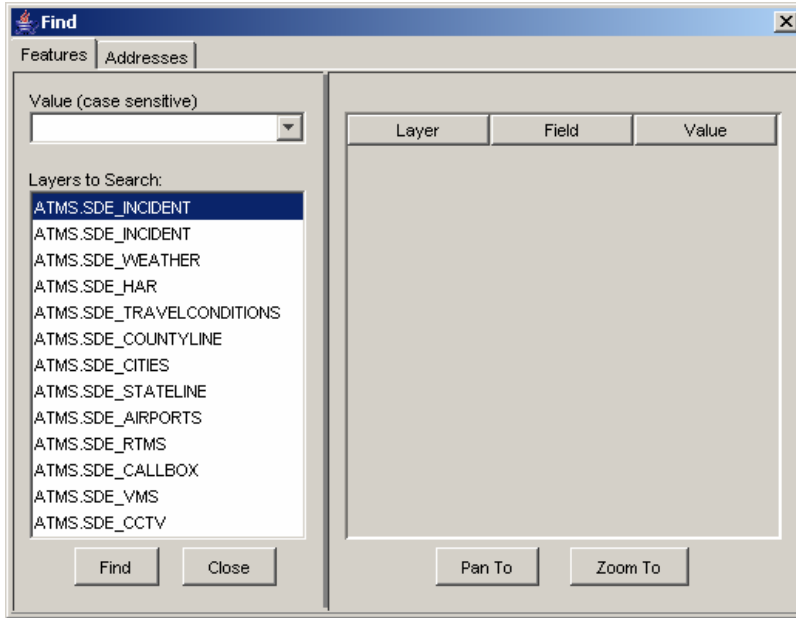 Find
Features
Addresses
Value (case sensitive)
Layers to Search:
ATMS.SDE_INCIDENT
ATMS.SDE_INCIDENT
ATMS.SDE_WEATHER
ATMS.SDE_HAR
ATMS.SDE_TRAVELCONDITIONS
ATMS.SDE_COUNTYLINE
ATMS.SDE_CITIES
ATMS.SDE_STATELINE
ATMS.SDE_AIRPORTS
ATMS.SDE_RTMS
ATMS.SDE_CALLBOX
ATMS.SDE_VMS
ATMS.SDE_CCTV
Find
Close
Layer
Field
Value
Pan To
Zoom To